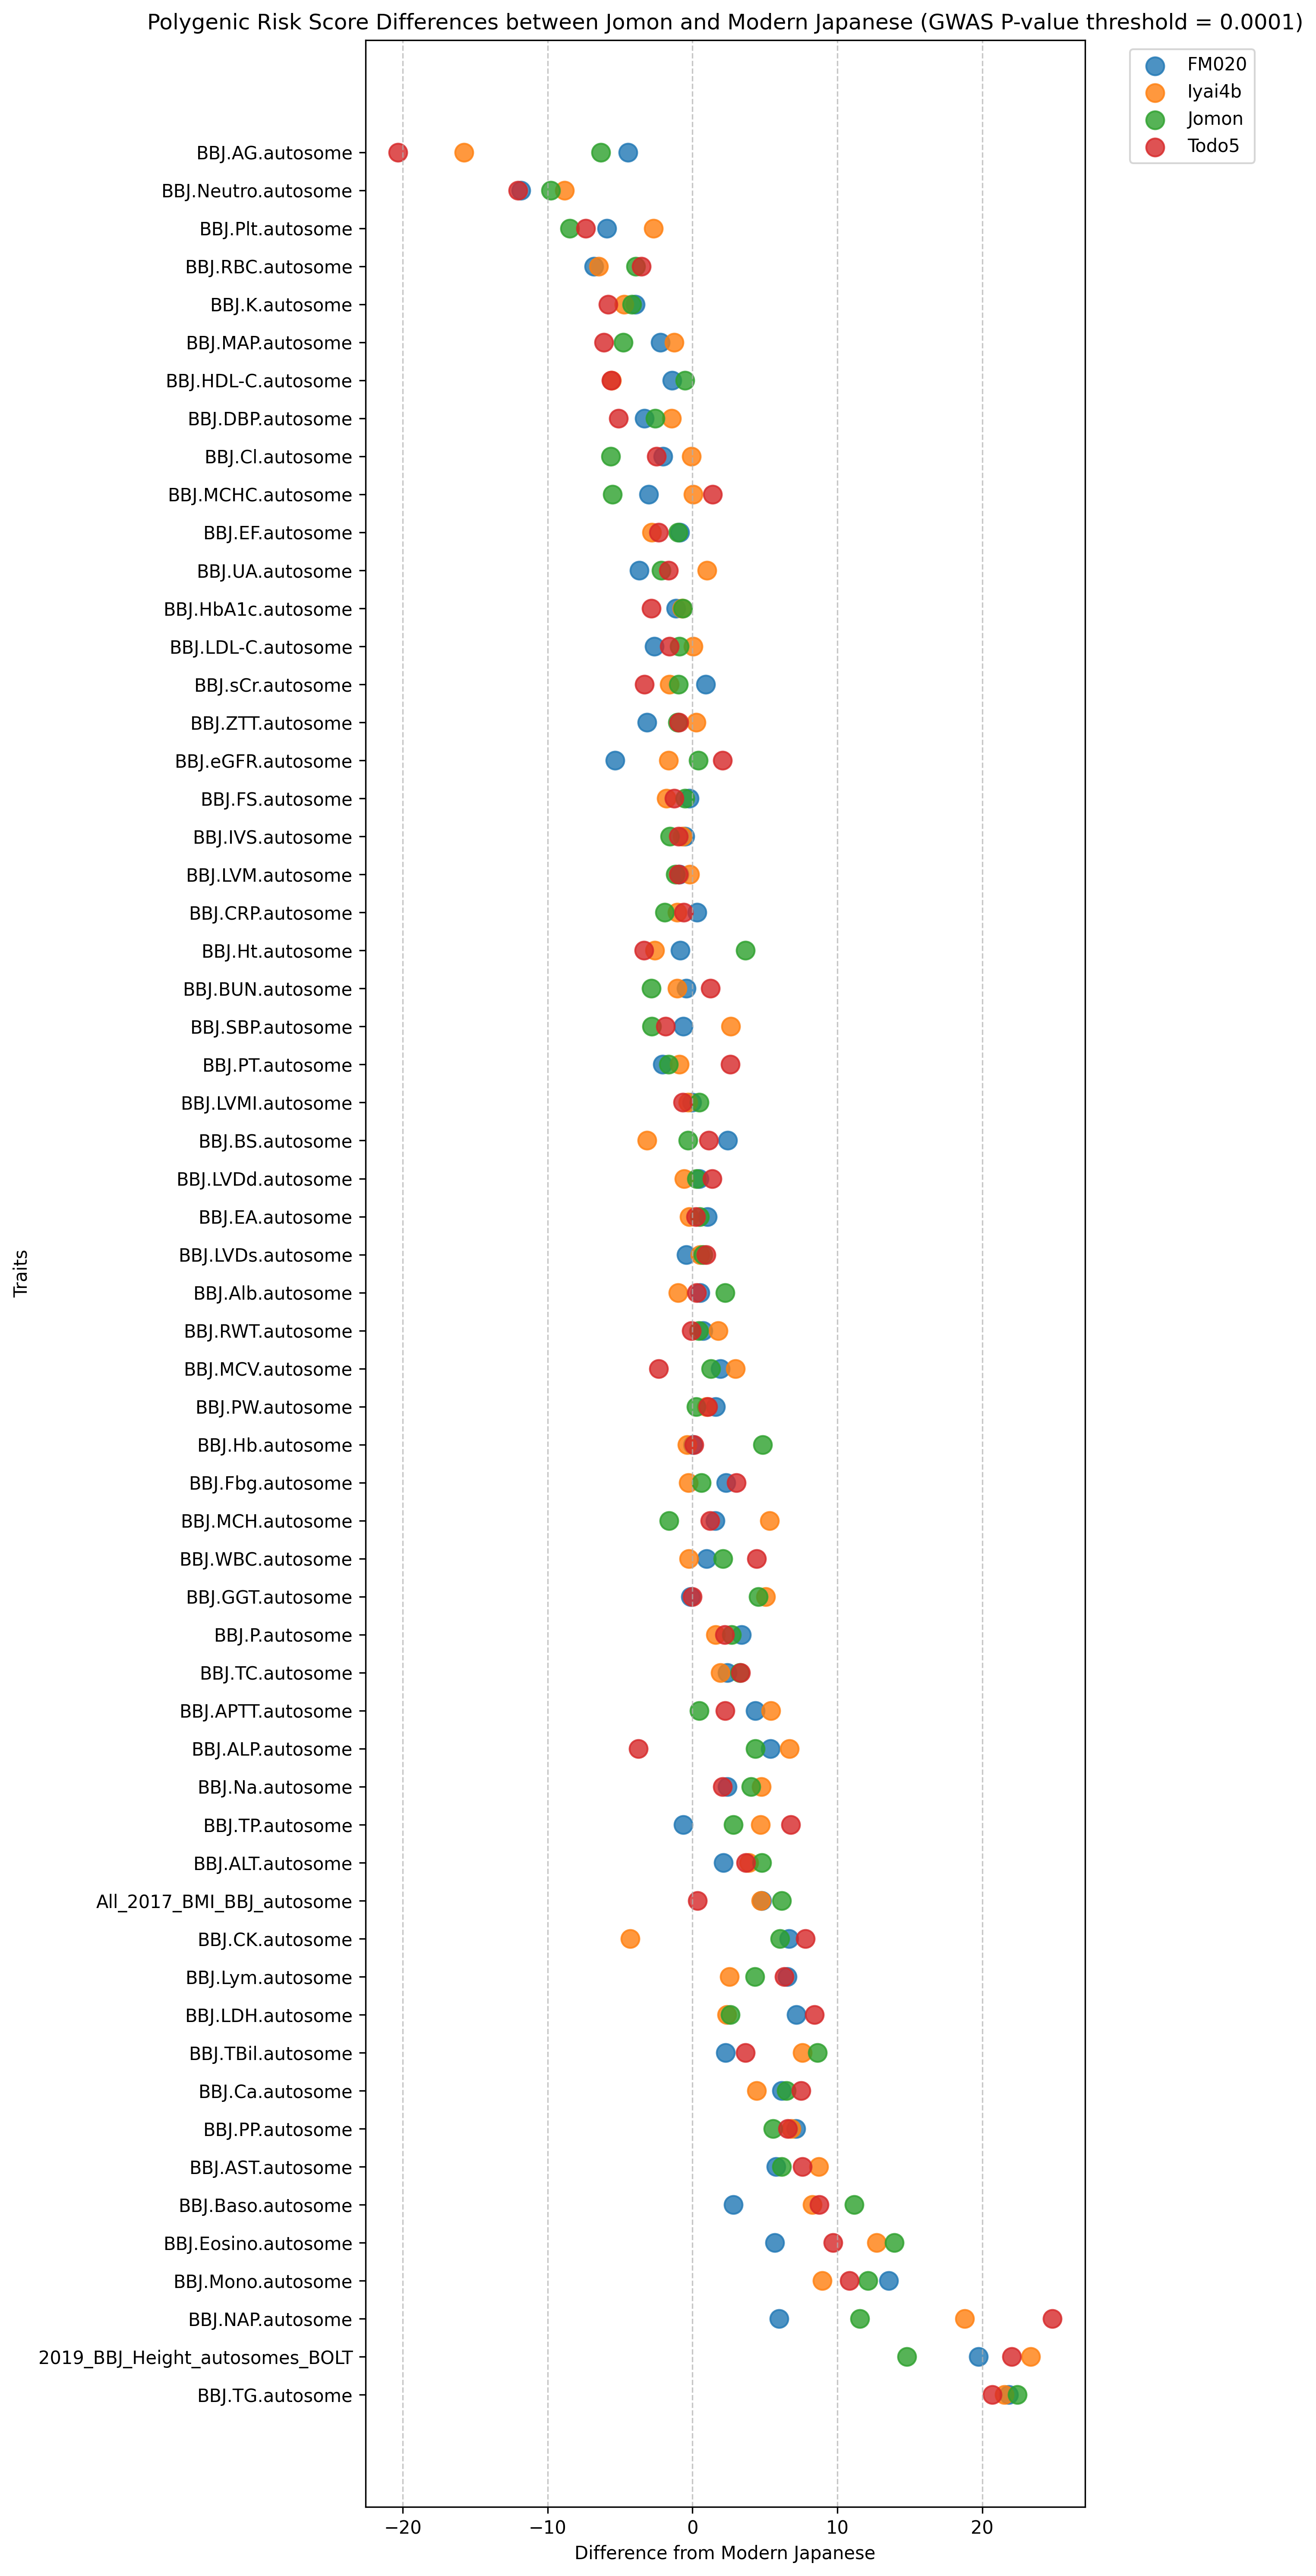 Polygenic Risk Score Differences between Jomon and Modern Japanese (GWAS P-value threshold = 0.0001)
FM020
Iyai4b
Jomon
Todo5
BBJ.AG.autosome
BBJ.Neutro.autosome
BBJ.Plt.autosome
BBJ.RBC.autosome
BBJ.K.autosome
BBJ.MAP.autosome
BBJ.HDL-C.autosome
BBJ.DBP.autosome
BBJ.Cl.autosome
BBJ.MCHC.autosome
BBJ.EF.autosome
BBJ.UA.autosome
BBJ.HbA1c.autosome
BBJ.LDL-C.autosome
BBJ.sCr.autosome
BBJ.ZTT.autosome
BBJ.eGFR.autosome
BBJ.FS.autosome
BBJ.IVS.autosome
BBJ.LVM.autosome
BBJ.CRP.autosome
BBJ.Ht.autosome
BBJ.BUN.autosome
BBJ.SBP.autosome
BBJ.PT.autosome
BBJ.LVMI.autosome
BBJ.BS.autosome
BBJ.LVDd.autosome
BBJ.EA.autosome
BBJ.LVDs.autosome
BBJ.Alb.autosome
BBJ.RWT.autosome
BBJ.MCV.autosome
BBJ.PW.autosome
BBJ.Hb.autosome
BBJ.Fbg.autosome
BBJ.MCH.autosome
BBJ.WBC.autosome
BBJ.GGT.autosome
BBJ.P.autosome
BBJ.TC.autosome
BBJ.APTT.autosome
BBJ.ALP.autosome
BBJ.Na.autosome
BBJ.TP.autosome
BBJ.ALT.autosome
All_2017_BMI_BBJ_autosome
BBJ.CK.autosome
BBJ.Lym.autosome
BBJ.LDH.autosome
BBJ.TBil.autosome
BBJ.Ca.autosome
BBJ.PP.autosome
BBJ.AST.autosome
BBJ.Baso.autosome
BBJ.Eosino.autosome
BBJ.Mono.autosome
BBJ.NAP.autosome
2019_BBJ_Height_autosomes_BOLT
BBJ.TG.autosome
Traits
−20 −10 0 10 20
Difference from Modern Japanese